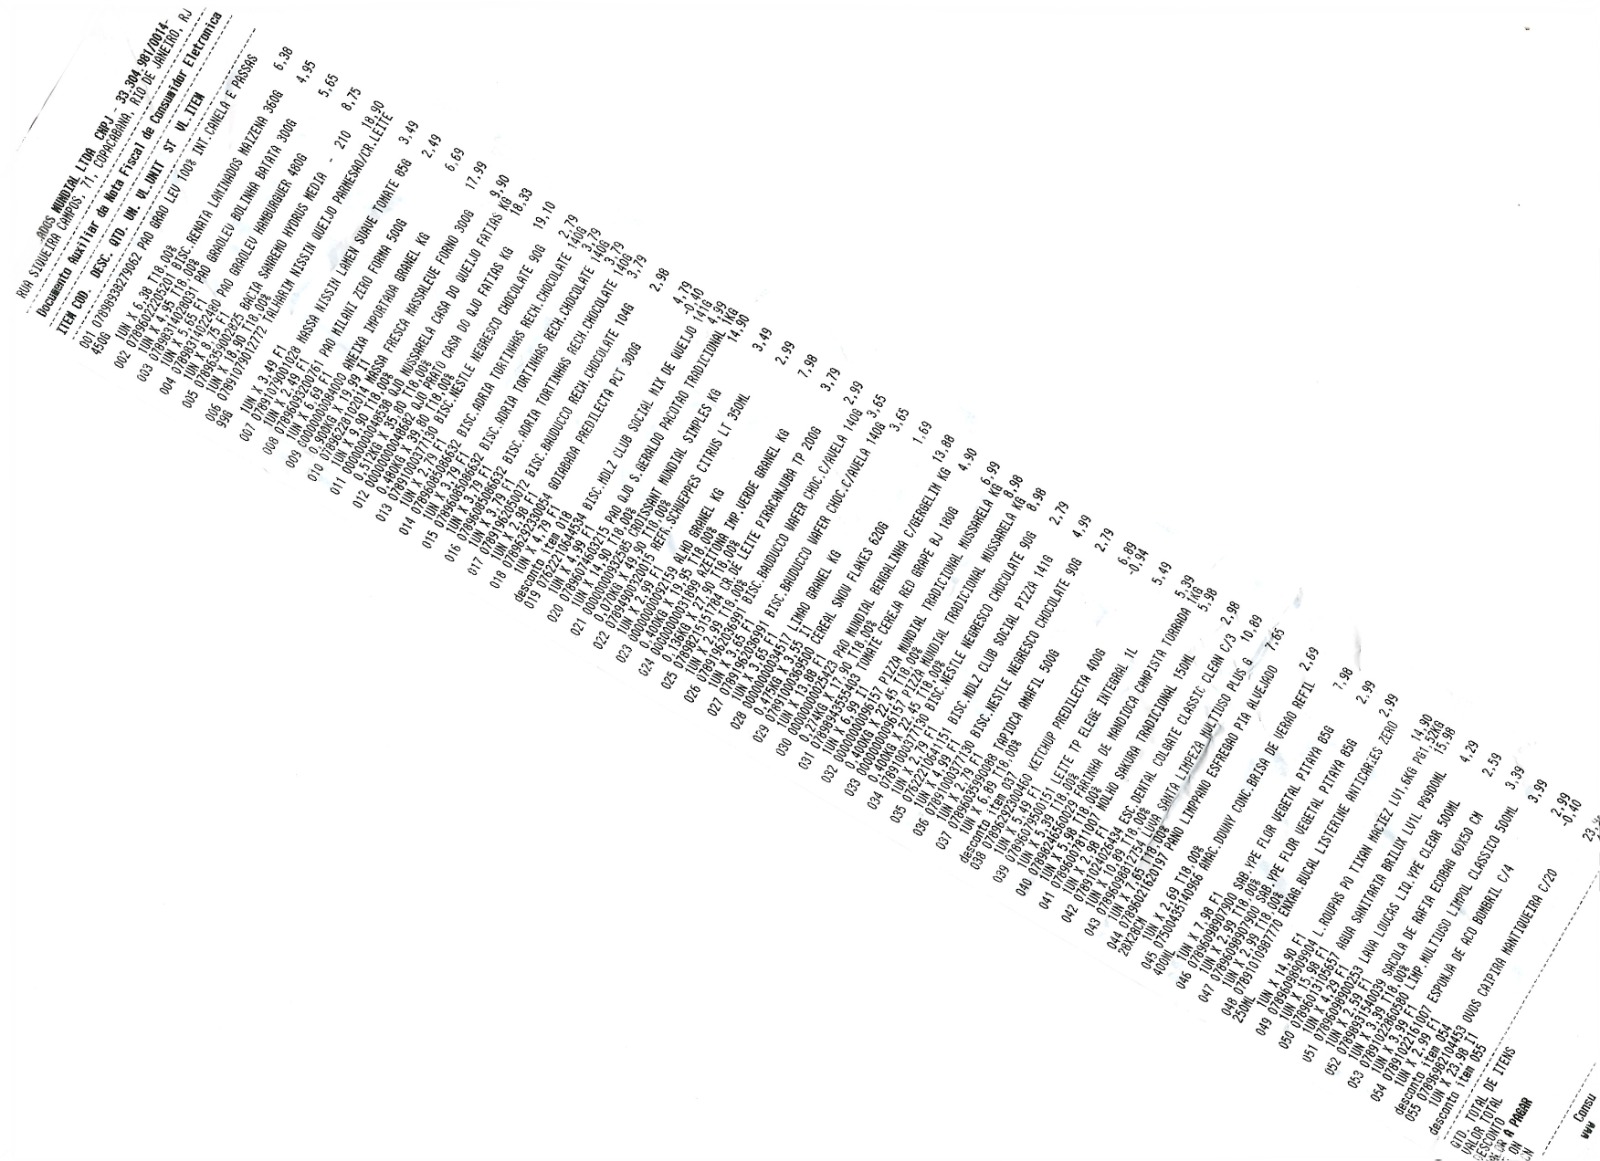 ADOS MUNDIAL LTDA CNPJ - 33.304.981/0014-
RUA SIQUEIRA CAMPOS, 71, COPACABANA, RIO DE JANEIRO, RJ
Documento Auxiliar da Nota Fiscal de Consumidor Eletronica
ITEM COD. DESC. QTD. UN. VL.UNIT ST VL.ITEM
001 07898938279062 PAO GRAO LEV 100% INT.CANELA E PASSAS
450G
1UN X 6,38 T18,00% 6,38
002 07896022205201 BISC.RENATA LAMINADOS MAIZENA 360G
1UN X 4,95 T18,00% 4,95
003 07898314028031 PAO GRAOLEV BOLINHA BATATA 300G
1UN X 5,65 F1 5,65
004 07898314022480 PAO GRAOLEV HAMBURGUER 480G
1UN X 8,75 F1 8,75
005 07896359002825 BACIA SANREMO HYDRUS MEDIA - 210
1UN X 18,90 T18,00% 18,90
006 07891079012772 TALHARIM NISSIN QUEIJO PARMESAO/CR.LEITE
99G
1UN X 3,49 F1 3,49
007 07891079001028 MASSA NISSIN LAMEN SUAVE TOMATE 85G
1UN X 2,49 F1 2,49
008 07896093200761 PAO MILANI ZERO FORMA 500G
1UN X 6,69 F1 6,69
009 00000000084000 AMEIXA IMPORTADA GRANEL KG
0,900KG X 19,99 I1 17,99
010 07896228102014 MASSA FRESCA MASSALEVE FORNO 300G
1UN X 9,90 T18,00% 9,90
011 00000000048538 QJO MUSSARELA CASA DO QUEIJO FATIAS KG
0,512KG X 35,80 T18,00% 18,33
012 00000000048682 QJO PRATO CASA DO QJO FATIAS KG
0,480KG X 39,80 T18,00% 19,10
013 07891000377130 BISC.NESTLE NEGRESCO CHOCOLATE 90G
1UN X 2,79 F1 2,79
014 07896085086632 BISC.ADRIA TORTINHAS RECH.CHOCOLATE 140G
1UN X 3,79 F1 3,79
015 07896085086632 BISC.ADRIA TORTINHAS RECH.CHOCOLATE 140G
1UN X 3,79 F1 3,79
016 07896085086632 BISC.ADRIA TORTINHAS RECH.CHOCOLATE 140G
1UN X 3,79 F1 3,79
017 07891962050072 BISC.BAUDUCCO RECH.CHOCOLATE 104G
1UN X 2,98 F1 2,98
018 07896292330054 GOIABADA PREDILECTA PCT 300G
1UN X 4,79 F1 4,79
desconto item 018 -0,40
019 07622210644534 BISC.MDLZ CLUB SOCIAL MIX DE QUEIJO 141G
1UN X 4,99 F1 4,99
020 07896074603215 PAO QJO S.GERALDO PACOTAO TRADICIONAL 1KG
1UN X 14,90 T18,00% 14,90
021 00000000932585 CROISSANT MUNDIAL SIMPLES KG
0,070KG X 49,90 T18,00% 3,49
022 07894900320015 REFR.SCHWEPPES CITRUS LT 350ML
1UN X 2,99 F1 2,99
023 00000000092159 ALHO GRANEL KG
0,400KG X 19,95 T18,00% 7,98
024 00000000031899 AZEITONA IMP.VERDE GRANEL KG
0,136KG X 27,90 T18,00% 3,79
025 07898215151784 CR.DE LEITE PIRACANJUBA TP 200G
1UN X 2,99 T18,00% 2,99
026 07891962036991 BISC.BAUDUCCO WAFER CHOC.C/AVELA 140G
1UN X 3,65 F1 3,65
027 07891962036991 BISC.BAUDUCCO WAFER CHOC.C/AVELA 140G
1UN X 3,65 F1 3,65
028 00000000003457 LIMAO GRANEL KG
0,475KG X 3,55 I1 1,69
029 07891000369500 CEREAL SNOW FLAKES 620G
1UN X 13,88 F1 13,88
030 00000000025423 PAO MUNDIAL BENGALINHA C/GERGELIM KG
0,274KG X 17,90 T18,00% 4,90
031 07898943555403 TOMATE CEREJA RED GRAPE BJ 180G
1UN X 6,99 I1 6,99
032 00000000096157 PIZZA MUNDIAL TRADICIONAL MUSSARELA KG
0,400KG X 22,45 T18,00% 8,98
033 00000000096157 PIZZA MUNDIAL TRADICIONAL MUSSARELA KG
0,400KG X 22,45 T18,00% 8,98
034 07891000377130 BISC.NESTLE NEGRESCO CHOCOLATE 90G
1UN X 2,79 F1 2,79
035 07622210641151 BISC.MDLZ CLUB SOCIAL PIZZA 141G
1UN X 4,99 F1 4,99
036 07891000377130 BISC.NESTLE NEGRESCO CHOCOLATE 90G
1UN X 2,79 F1 2,79
037 07896035990088 TAPIOCA AMAFIL 500G
1UN X 6,89 T18,00% 6,89
desconto item 037 -0,94
038 07896292300460 KETCHUP PREDILECTA 400G
1UN X 5,49 F1 5,49
039 07896079500151 LEITE TP ELEGE INTEGRAL 1L
1UN X 5,39 T18,00% 5,39
040 07898246560029 FARINHA DE MANDIOCA CAMPISTA TORRADA 1KG
1UN X 5,98 T18,00% 5,98
041 07896007811007 MOLHO SAKURA TRADICIONAL 150ML
1UN X 2,98 F1 2,98
042 07891024026434 ESC.DENTAL COLGATE CLASSIC CLEAN C/3
1UN X 10,89 T18,00% 10,89
043 07896098812754 LUVA SANTA LIMPEZA MULTIUSO PLUS G
1UN X 7,65 T18,00% 7,65
044 07896021620197 PANO LIMPPANO ESFREGAO PIA ALVEJADO
28X28CM
1UN X 2,69 T18,00% 2,69
045 07500435140966 AMAC.DOWNY CONC.BRISA DE VERAO REFIL
400ML
1UN X 7,98 F1 7,98
046 07896098907900 SAB.YPE FLOR VEGETAL PITAYA 85G
1UN X 2,99 T18,00% 2,99
047 07896098907900 SAB.YPE FLOR VEGETAL PITAYA 85G
1UN X 2,99 T18,00% 2,99
048 07891010987770 ENXAG.BUCAL LISTERINE ANTICARIES ZERO
250ML
1UN X 14,90 F1 14,90
049 07896098909904 L.ROUPAS PO TIXAN MACIEZ LV1,6KG PG1,52KG
1UN X 15,98 F1 15,98
050 07896013105657 AGUA SANITARIA BRILUX LV1L PG900ML
1UN X 4,29 F1 4,29
051 07896098900253 LAVA LOUCAS LIQ.YPE CLEAR 500ML
1UN X 2,59 F1 2,59
052 07898931540039 SACOLA DE RAFIA ECOBAG 60X50 CM
1UN X 3,39 T18,00% 3,39
053 07891022860580 LIMP.MULTIUSO LIMPOL CLASSICO 500ML
1UN X 3,99 F1 3,99
054 07891022161007 ESPONJA DE ACO BOMBRIL C/4
1UN X 2,99 F1 2,99
desconto item 054 -0,40
055 07896982104453 OVOS CAIPIRA MANTIQUEIRA C/20
1UN X 23,98 I1 23,
desconto item 055
QTD. TOTAL DE ITENS
VALOR TOTAL
DESCONTO
A PAGAR
Consu
www